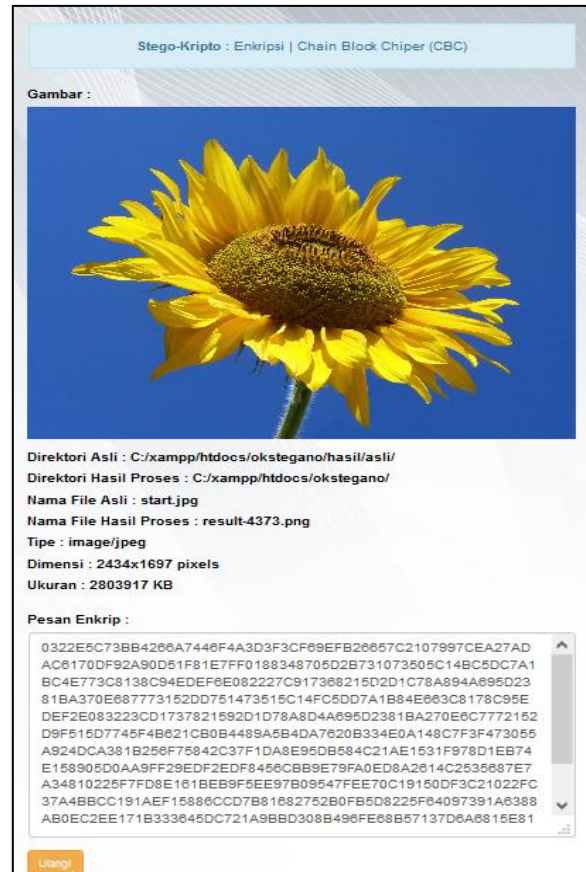 Stego-Kripto : Enkripsi | Chain Block Chiper (CBC)
Gambar :
Direktori Asli : C:/xampp/htdocs/okstegano/hasil/asli/
Direktori Hasil Proses : C:/xampp/htdocs/okstegano/
Nama File Asli : start.jpg
Nama File Hasil Proses : result-4373.png
Tipe : image/jpeg
Dimensi : 2434x1697 pixels
Ukuran : 2803917 KB
Pesan Enkrip :
0322E5C73BB4266A7446F4A3D3F3CF69EFB26657C2107997CEA27AD
AC6170DF92A90D51F81E7FF0188348705D2B731073505C14BC5DC7A1
BC4E773C8138C94EDEF6E082227C917368215D2D1C78A894A695D23
81BA370E687773152DD751473515C14FC5DD7A1B84E663C8178C95E
DEF2E083223CD1737821592D1D78A8D4A695D2381BA270E6C7772152
D9F515D7745F4B621CB0B4489A5B4DA7620B334E0A148C7F3F473055
A924DCA381B256F75842C37F1DA8E95DB584C21AE1531F978D1EB74
E158905D0AA9FF29EDF2EDF8456CBB9E79FA0ED8A2614C2535687E7
A34810225F7FD8E161BEB9F5EE97B09547FEE70C19150DF3C21022FC
37A4BBCC191AEF15886CCD7B81682752B0FB5D8225F64097391A6388
AB0EC2EE171B333645DC721A9BBD308B496FE68B57137D6A6815E81
Ulangi